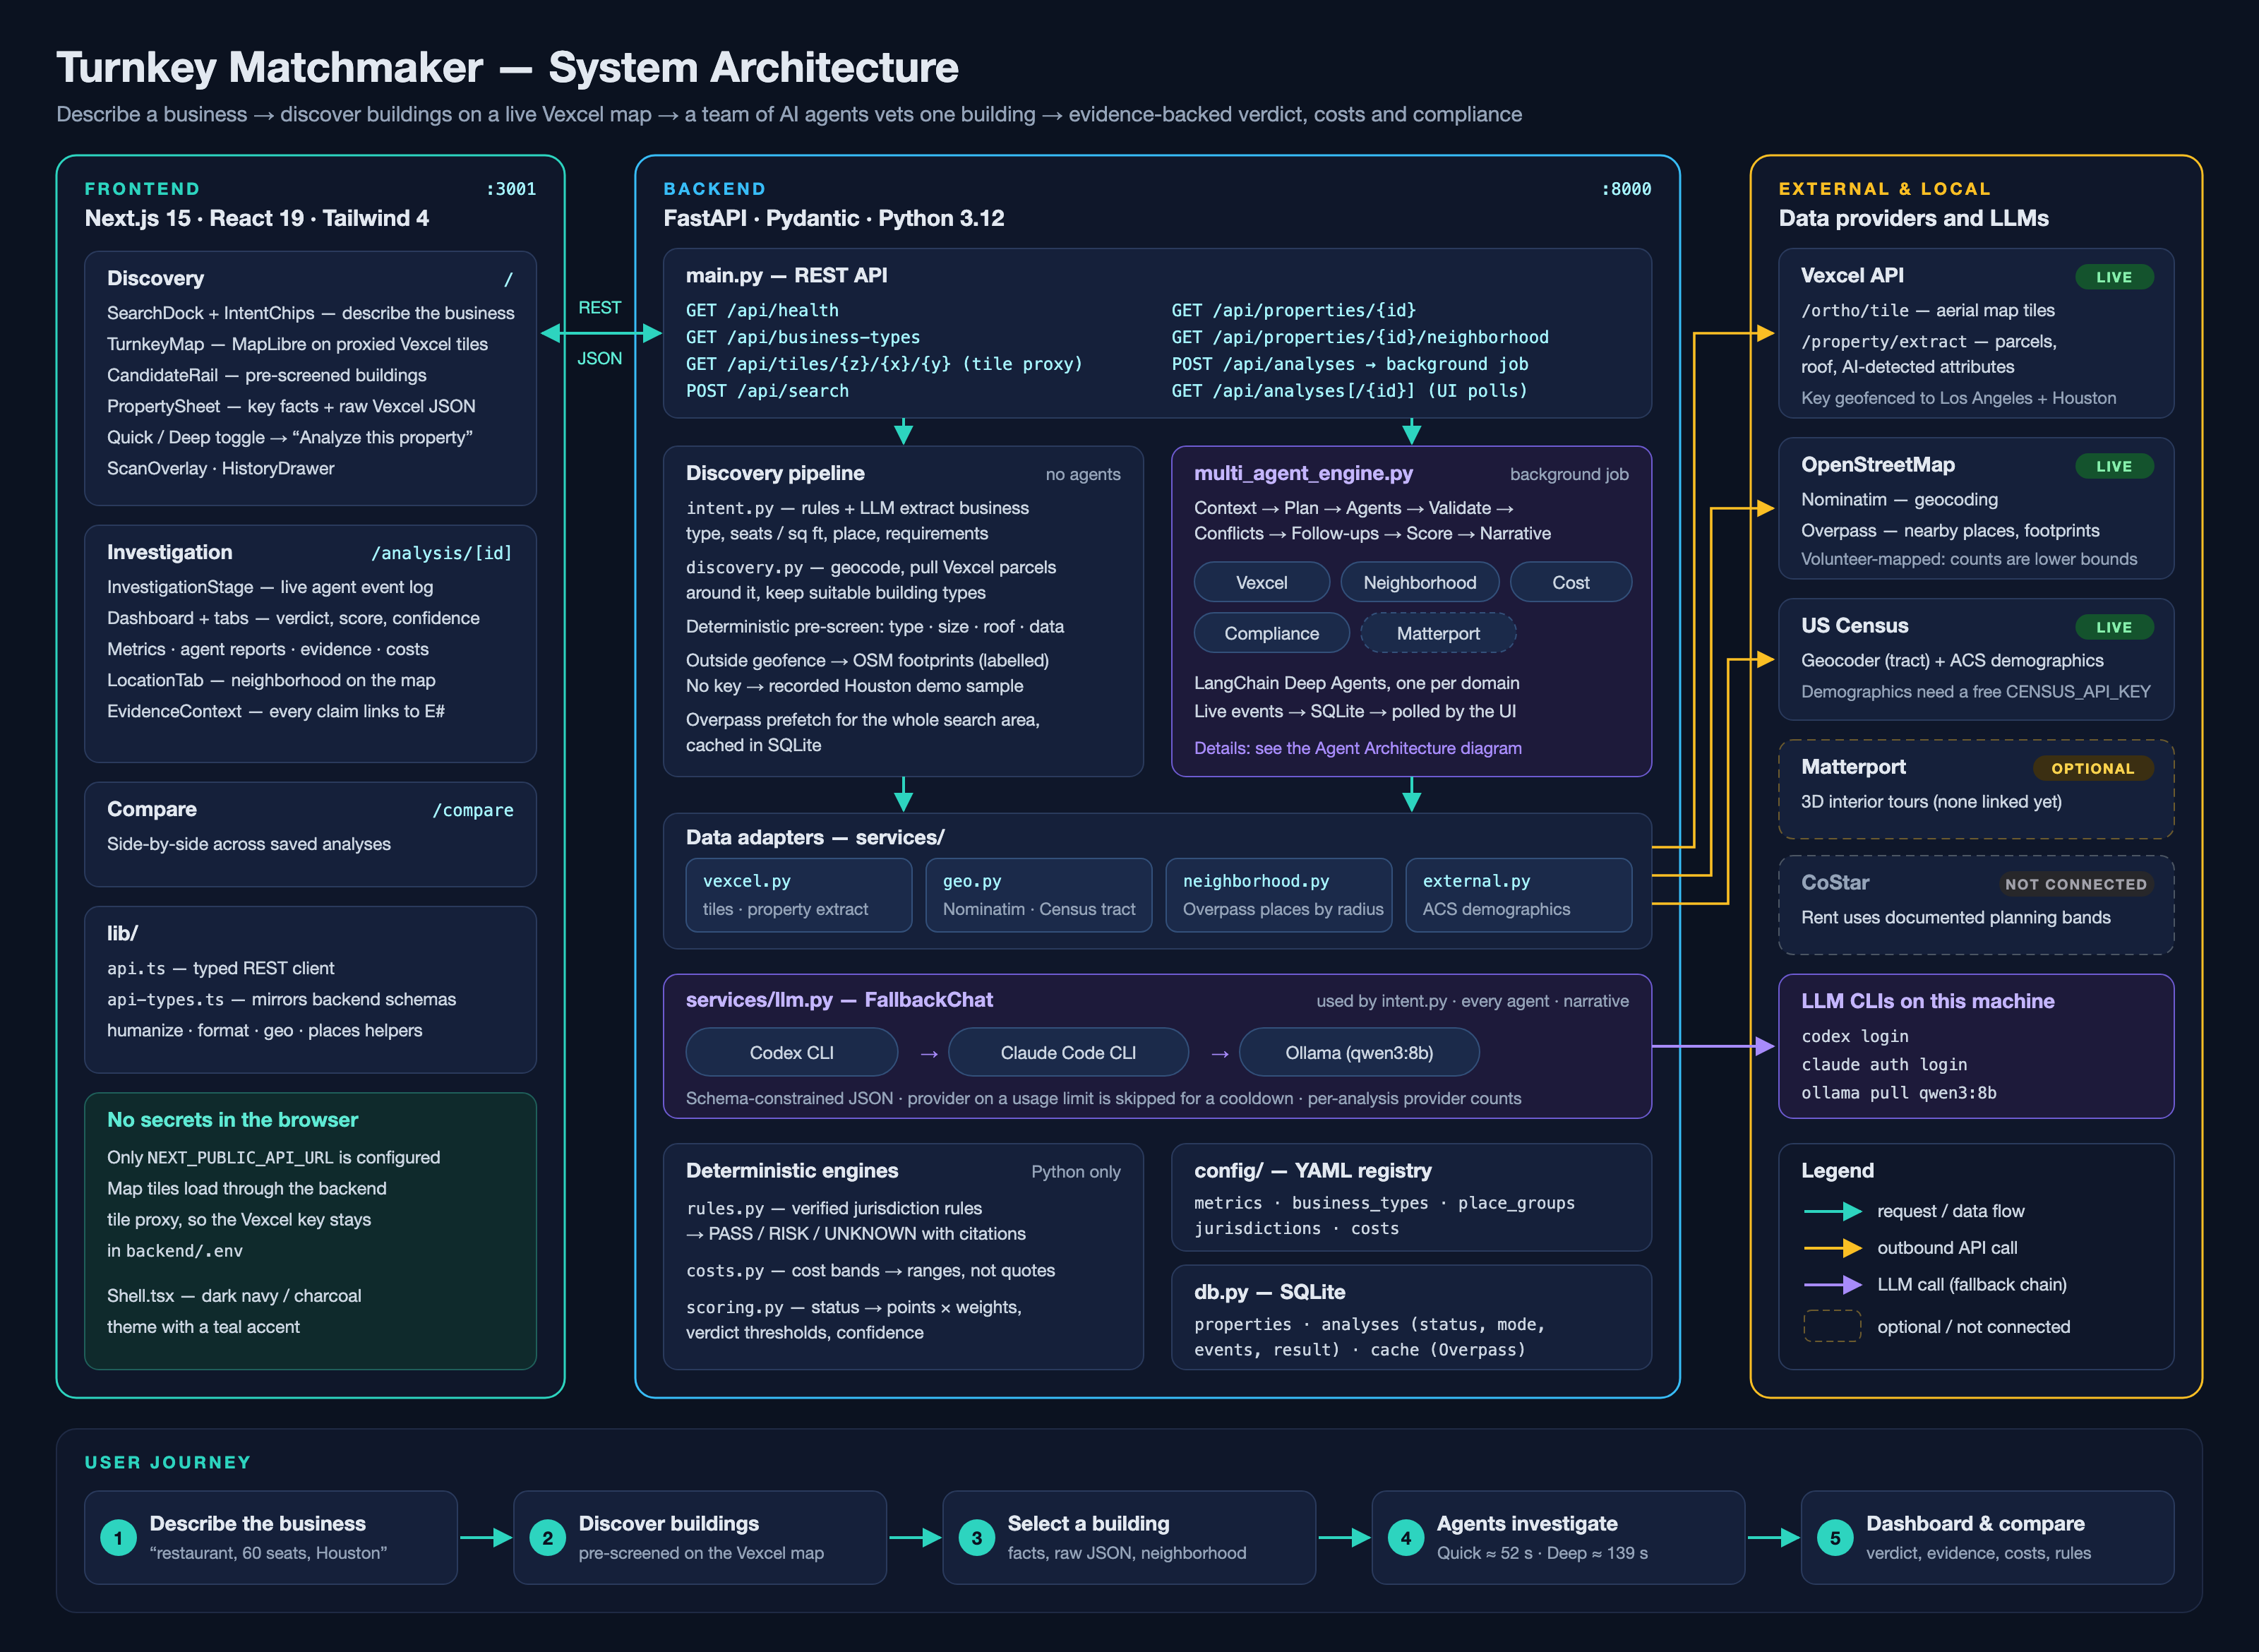 Turnkey Matchmaker — System Architecture
Describe a business → discover buildings on a live Vexcel map → a team of AI agents vets one building → evidence-backed verdict, costs and compliance
FRONTEND :3001
Next.js 15 · React 19 · Tailwind 4
Discovery /
SearchDock + IntentChips — describe the business
TurnkeyMap — MapLibre on proxied Vexcel tiles
CandidateRail — pre-screened buildings
PropertySheet — key facts + raw Vexcel JSON
Quick / Deep toggle → “Analyze this property”
ScanOverlay · HistoryDrawer
Investigation /analysis/[id]
InvestigationStage — live agent event log
Dashboard + tabs — verdict, score, confidence
Metrics · agent reports · evidence · costs
LocationTab — neighborhood on the map
EvidenceContext — every claim links to E#
Compare /compare
Side-by-side across saved analyses
lib/
api.ts — typed REST client
api-types.ts — mirrors backend schemas
humanize · format · geo · places helpers
No secrets in the browser
Only NEXT_PUBLIC_API_URL is configured
Map tiles load through the backend
tile proxy, so the Vexcel key stays
in backend/.env
Shell.tsx — dark navy / charcoal
theme with a teal accent
REST
JSON
BACKEND :8000
FastAPI · Pydantic · Python 3.12
main.py — REST API
GET /api/health
GET /api/business-types
GET /api/tiles/{z}/{x}/{y} (tile proxy)
POST /api/search
GET /api/properties/{id}
GET /api/properties/{id}/neighborhood
POST /api/analyses → background job
GET /api/analyses[/{id}] (UI polls)
Discovery pipeline no agents
intent.py — rules + LLM extract business
type, seats / sq ft, place, requirements
discovery.py — geocode, pull Vexcel parcels
around it, keep suitable building types
Deterministic pre-screen: type · size · roof · data
Outside geofence → OSM footprints (labelled)
No key → recorded Houston demo sample
Overpass prefetch for the whole search area,
cached in SQLite
multi_agent_engine.py background job
Context → Plan → Agents → Validate →
Conflicts → Follow-ups → Score → Narrative
Vexcel Neighborhood Cost
Compliance Matterport
LangChain Deep Agents, one per domain
Live events → SQLite → polled by the UI
Details: see the Agent Architecture diagram
Data adapters — services/
vexcel.py
tiles · property extract
geo.py
Nominatim · Census tract
neighborhood.py
Overpass places by radius
external.py
ACS demographics
services/llm.py — FallbackChat used by intent.py · every agent · narrative
Codex CLI → Claude Code CLI → Ollama (qwen3:8b)
Schema-constrained JSON · provider on a usage limit is skipped for a cooldown · per-analysis provider counts
Deterministic engines Python only
rules.py — verified jurisdiction rules
→ PASS / RISK / UNKNOWN with citations
costs.py — cost bands → ranges, not quotes
scoring.py — status → points × weights,
verdict thresholds, confidence
config/ — YAML registry
metrics · business_types · place_groups
jurisdictions · costs
db.py — SQLite
properties · analyses (status, mode,
events, result) · cache (Overpass)
EXTERNAL & LOCAL
Data providers and LLMs
Vexcel API LIVE
/ortho/tile — aerial map tiles
/property/extract — parcels,
roof, AI-detected attributes
Key geofenced to Los Angeles + Houston
OpenStreetMap LIVE
Nominatim — geocoding
Overpass — nearby places, footprints
Volunteer-mapped: counts are lower bounds
US Census LIVE
Geocoder (tract) + ACS demographics
Demographics need a free CENSUS_API_KEY
Matterport OPTIONAL
3D interior tours (none linked yet)
CoStar NOT CONNECTED
Rent uses documented planning bands
LLM CLIs on this machine
codex login
claude auth login
ollama pull qwen3:8b
Legend
request / data flow
outbound API call
LLM call (fallback chain)
optional / not connected
USER JOURNEY
1 Describe the business
“restaurant, 60 seats, Houston”
2 Discover buildings
pre-screened on the Vexcel map
3 Select a building
facts, raw JSON, neighborhood
4 Agents investigate
Quick ≈ 52 s · Deep ≈ 139 s
5 Dashboard & compare
verdict, evidence, costs, rules